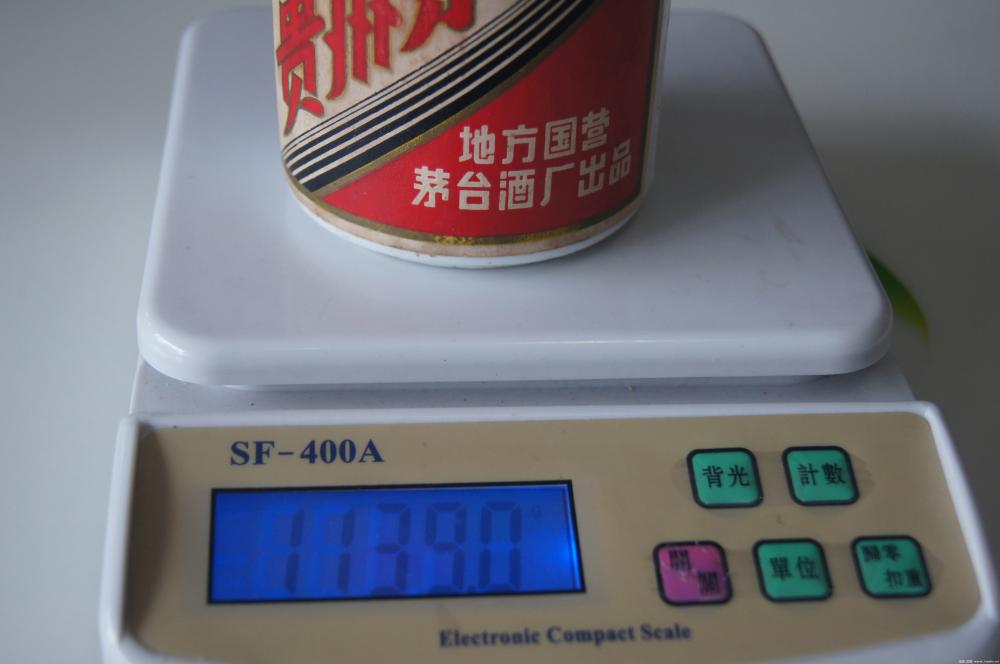 贵州茅
地方国营
茅台酒厂出品
SF-400A
1139.0
g
背光
計數
開關
單位
歸零
扣重
Electronic Compact Scale